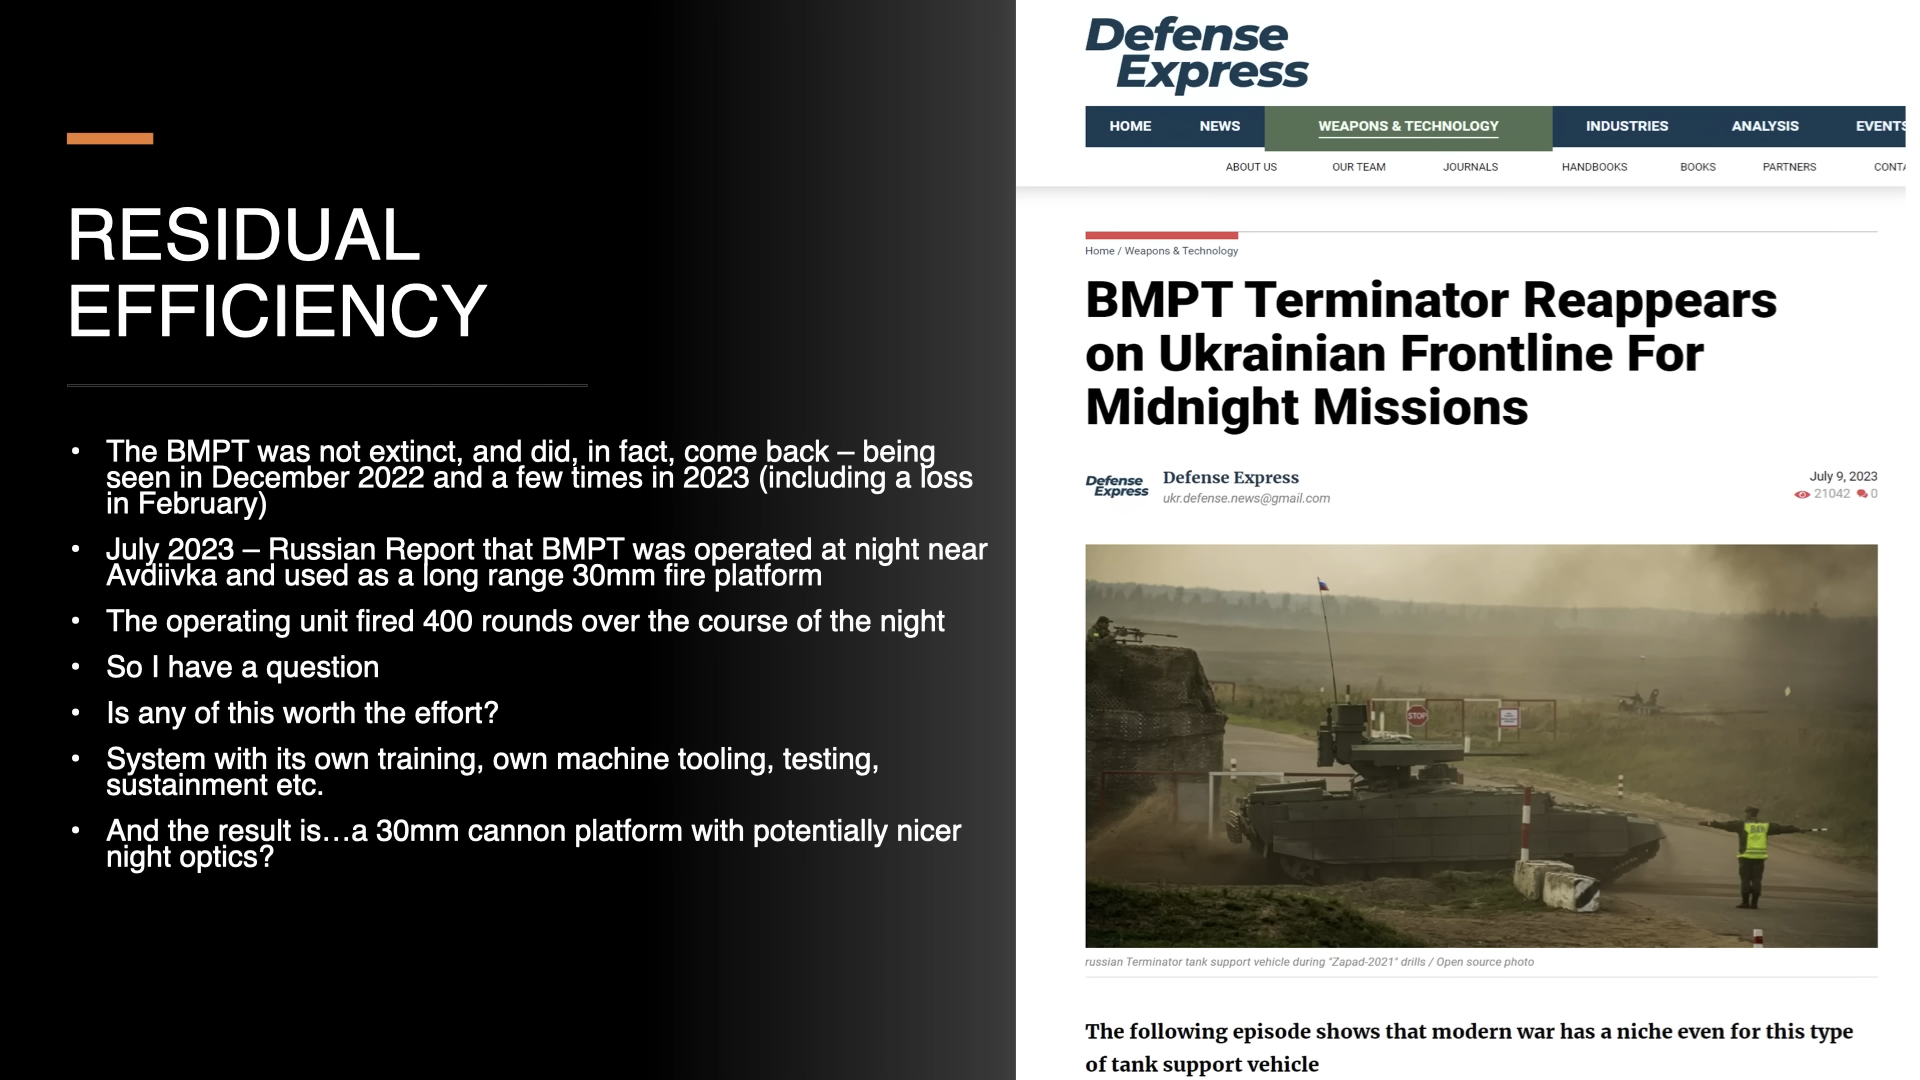 RESIDUAL
EFFICIENCY
• The BMPT was not extinct, and did, in fact, come back – being
seen in December 2022 and a few times in 2023 (including a loss
in February)
• July 2023 – Russian Report that BMPT was operated at night near
Avdiivka and used as a long range 30mm fire platform
• The operating unit fired 400 rounds over the course of the night
• So I have a question
• Is any of this worth the effort?
• System with its own training, own machine tooling, testing,
sustainment etc.
• And the result is…a 30mm cannon platform with potentially nicer
night optics?
Defense
Express
HOME NEWS WEAPONS & TECHNOLOGY INDUSTRIES ANALYSIS EVENTS
ABOUT US OUR TEAM JOURNALS HANDBOOKS BOOKS PARTNERS CONTA
Home / Weapons & Technology
BMPT Terminator Reappears
on Ukrainian Frontline For
Midnight Missions
Defense
Express
Defense Express
ukr.defense.news@gmail.com
July 9, 2023
21042 0
STOP
russian Terminator tank support vehicle during "Zapad-2021" drills / Open source photo
The following episode shows that modern war has a niche even for this type
of tank support vehicle